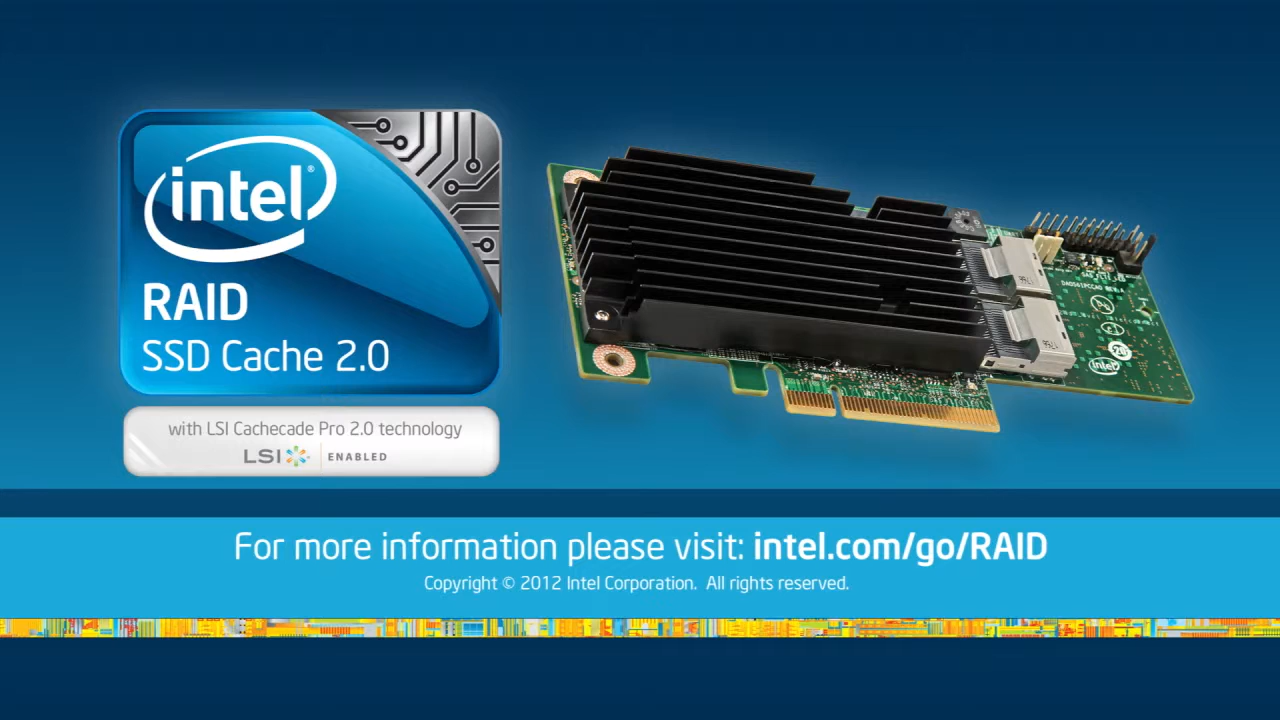 intel®
RAID
SSD Cache 2.0
with LSI Cachecade Pro 2.0 technology
LSI ENABLED
intel
For more information please visit: intel.com/go/RAID
Copyright © 2012 Intel Corporation. All rights reserved.